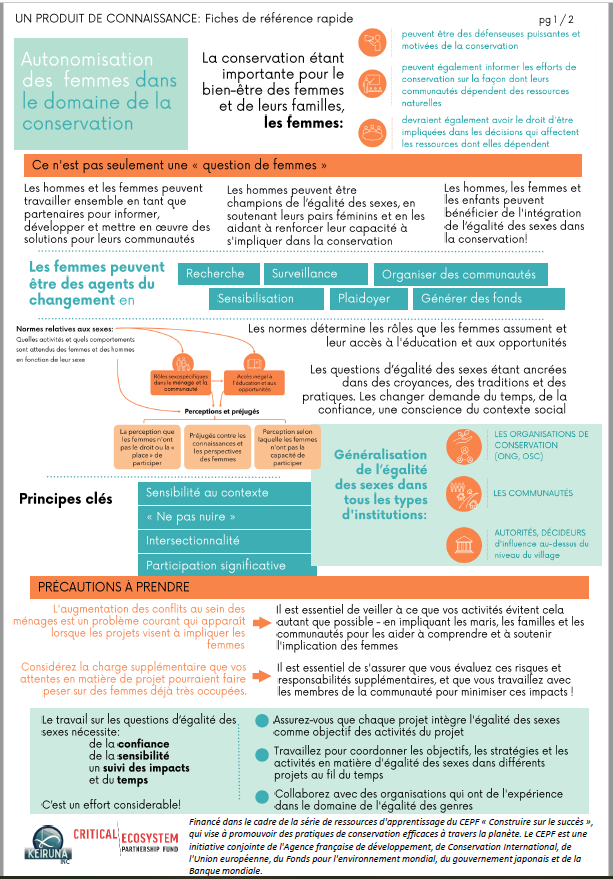 UN PRODUIT DE CONNAISSANCE: Fiches de référence rapide
pg 1 / 2
Autonomisation
des femmes dans
le domaine de la
conservation
La conservation étant
importante pour le
bien-être des femmes
et de leurs familles,
les femmes:
peuvent être des défenseuses puissantes et
motivées de la conservation
peuvent également informer les efforts de
conservation sur la façon dont leurs
communautés dépendent des ressources
naturelles
devraient également avoir le droit d'être
impliquées dans les décisions qui affectent
les ressources dont elles dépendent
Ce n'est pas seulement une « question de femmes »
Les hommes et les femmes peuvent
travailler ensemble en tant que
partenaires pour informer,
développer et mettre en œuvre des
solutions pour leurs communautés
Les hommes peuvent être
champions de l'égalité des sexes, en
soutenant leurs pairs féminins et en les
aidant à renforcer leur capacité à
s'impliquer dans la conservation
Les hommes, les femmes et
les enfants peuvent
bénéficier de l'intégration
de l'égalité des sexes dans
la conservation!
Les femmes peuvent
être des agents du
changement en
Recherche
Surveillance
Organiser des communautés
Sensibilisation
Plaidoyer
Générer des fonds
Normes relatives aux sexes:
Quelles activités et quels comportements
sont attendus des femmes et des hommes
en fonction de leur sexe
Rôles sexospécifiques
dans le ménage et la
communauté
Accès inégal à
l'éducation et aux
opportunités
Perceptions et préjugés
La perception que
les femmes n'ont
pas le droit ou la «
place » de
participer
Préjugés contre les
connaissances et
les perspectives
des femmes
Perception selon
laquelle les femmes
n'ont pas la
capacité de
participer
Les normes détermine les rôles que les femmes assument et
leur accès à l'éducation et aux opportunités
Les questions d'égalité des sexes étant ancrées
dans des croyances, des traditions et des
pratiques. Les changer demande du temps, de la
confiance, une conscience du contexte social
Généralisation
de l'égalité
des sexes dans
tous les types
d'institutions:
LES ORGANISATIONS DE
CONSERVATION
(ONG, OSC)
LES COMMUNAUTÉS
AUTORITÉS, DÉCIDEURS
d'influence au-dessus du
niveau du village
Principes clés
Sensibilité au contexte
« Ne pas nuire »
Intersectionnalité
Participation significative
PRÉCAUTIONS À PRENDRE
L'augmentation des conflits au sein des
ménages est un problème courant qui apparaît
lorsque les projets visent à impliquer les
femmes
Il est essentiel de veiller à ce que vos activités évitent cela
autant que possible - en impliquant les maris, les familles et les
communautés pour les aider à comprendre et à soutenir
l'implication des femmes
Considérez la charge supplémentaire que vos
attentes en matière de projet pourraient faire
peser sur des femmes déjà très occupées.
Il est essentiel de s'assurer que vous évaluez ces risques et
responsabilités supplémentaires, et que vous travaillez avec
les membres de la communauté pour minimiser ces impacts !
Le travail sur les questions d'égalité des
sexes nécessite:
de la confiance
de la sensibilité
un suivi des impacts
et du temps
C'est un effort considerable!
Assurez-vous que chaque projet intègre l'égalité des sexes
comme objectif des activités du projet
Travaillez pour coordonner les objectifs, les stratégies et les
activités en matière d'égalité des sexes dans différents
projets au fil du temps
Collaborez avec des organisations qui ont de l'expérience
dans le domaine de l'égalité des genres
KEIRUNA
INC
CRITICAL ECOSYSTEM
PARTNERSHIP FUND
Financé dans le cadre de la série de ressources d'apprentissage du CEPF « Construire sur le succès »,
qui vise à promouvoir des pratiques de conservation efficaces à travers la planète. Le CEPF est une
initiative conjointe de l'Agence française de développement, de Conservation International, de
l'Union européenne, du Fonds pour l'environnement mondial, du gouvernement japonais et de la
Banque mondiale.